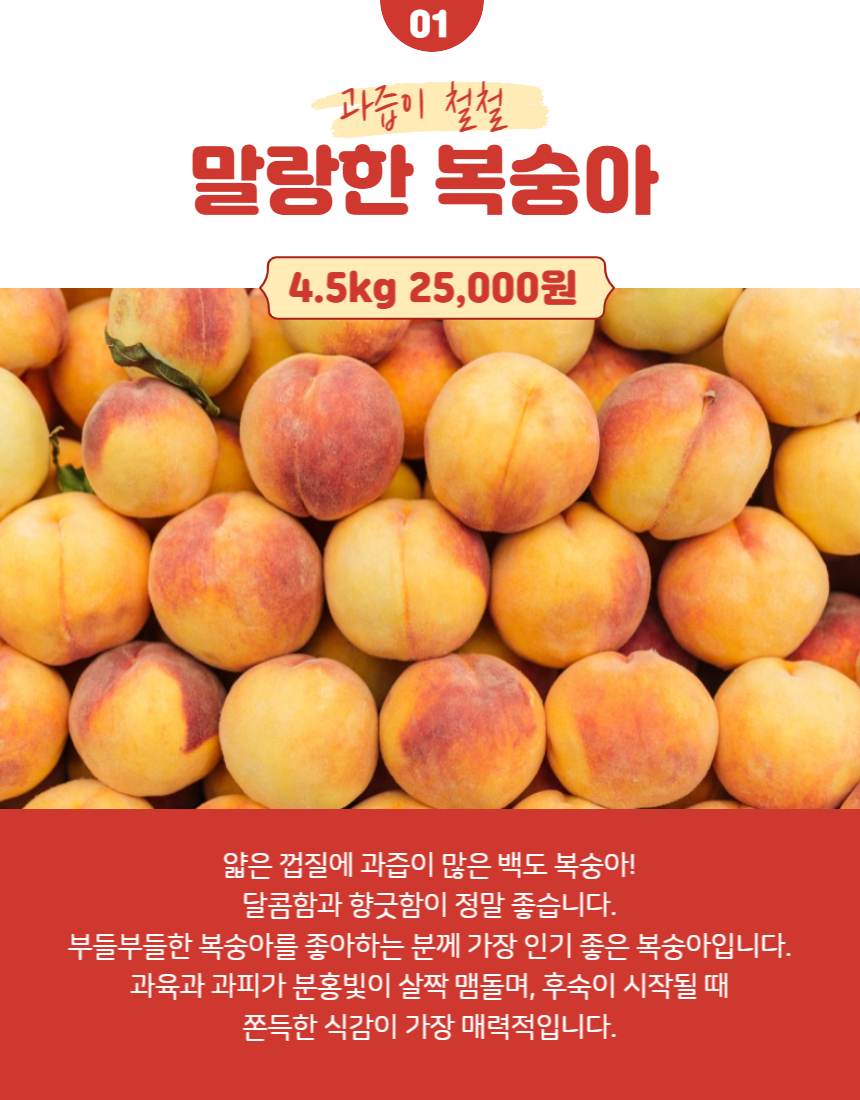 01
과즙이 철철
말랑한 복숭아
4.5kg 25,000원
얇은 껍질에 과즙이 많은 백도 복숭아!
달콤함과 향긋함이 정말 좋습니다.
부들부들한 복숭아를 좋아하는 분께 가장 인기 좋은 복숭아입니다.
과육과 과피가 분홍빛이 살짝 맴돌며, 후숙이 시작될 때
쫀득한 식감이 가장 매력적입니다.